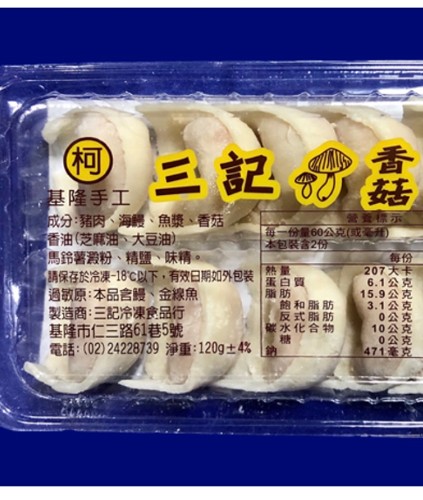 柯
三記
香菇
基隆手工
成分:豬肉、海鰻、魚漿、香菇
香油(芝麻油、大豆油)
馬鈴薯澱粉、精鹽、味精。
請保存於冷凍-18℃以下，有效日期如外包裝
過敏原:本品含鰻、金線魚
製造商:三記冷凍食品行
基隆市仁三路61巷5號
電話:(02)24228739 淨重:120g±4%
營養標示
每一份量60公克(或毫升)
本包裝含2份
每份
熱量 207大卡
蛋白質 6.1公克
脂肪 15.9公克
飽和脂肪 3.1公克
反式脂肪 0公克
碳水化合物 10公克
糖 0公克
鈉 471毫克